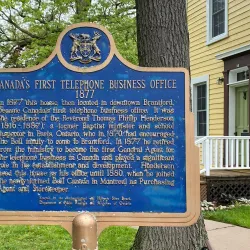 CANADA'S FIRST TELEPHONE BUSINESS OFFICE
1877
In 1877 this house, then located in downtown Brantford,
became Canada's first telephone business office. It was
the residence of the Reverend Thomas Philip Henderson
(1816-1887), a former Baptist minister and school
inspector in Paris, Ontario, who in 1870 had encouraged
the Bell family to come to Brantford. In 1877 he retired
from the ministry to become the first General Agent for
the telephone business in Canada and played a significant
role in its establishment and development. Henderson
used this house as his office until 1880, when he joined
the newly formed Bell Canada in Montreal as Purchasing
Agent and Storekeeper.